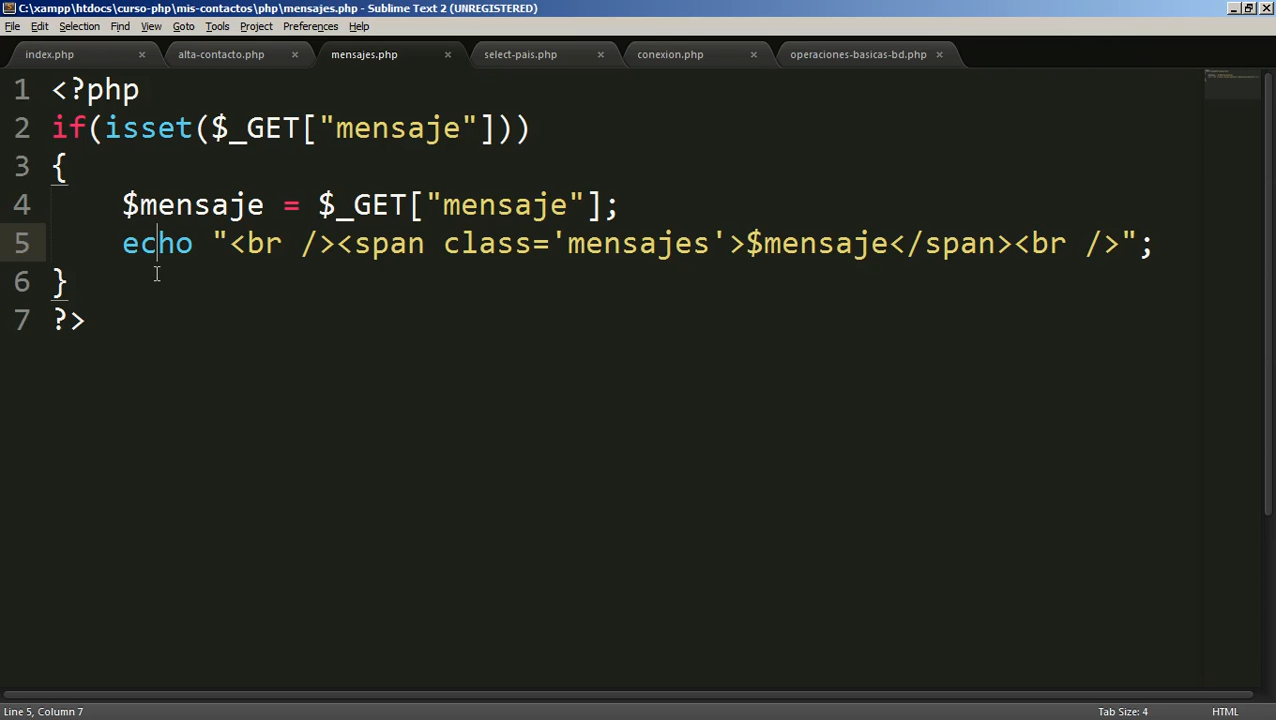 C:\xampp\htdocs\curso-php\mis-contactos\php\mensajes.php - Sublime Text 2 (UNREGISTERED)
File Edit Selection Find View Goto Tools Project Preferences Help
index.php × alta-contacto.php × mensajes.php × select-pais.php × conexion.php × operaciones-basicas-bd.php ×
1 <?php
2 if(isset($_GET["mensaje"]))
3 {
4     $mensaje = $_GET["mensaje"];
5     echo "<br /><span class='mensajes'>$mensaje</span><br />";
6 }
7 ?>
Line 5, Column 7 Tab Size: 4 HTML